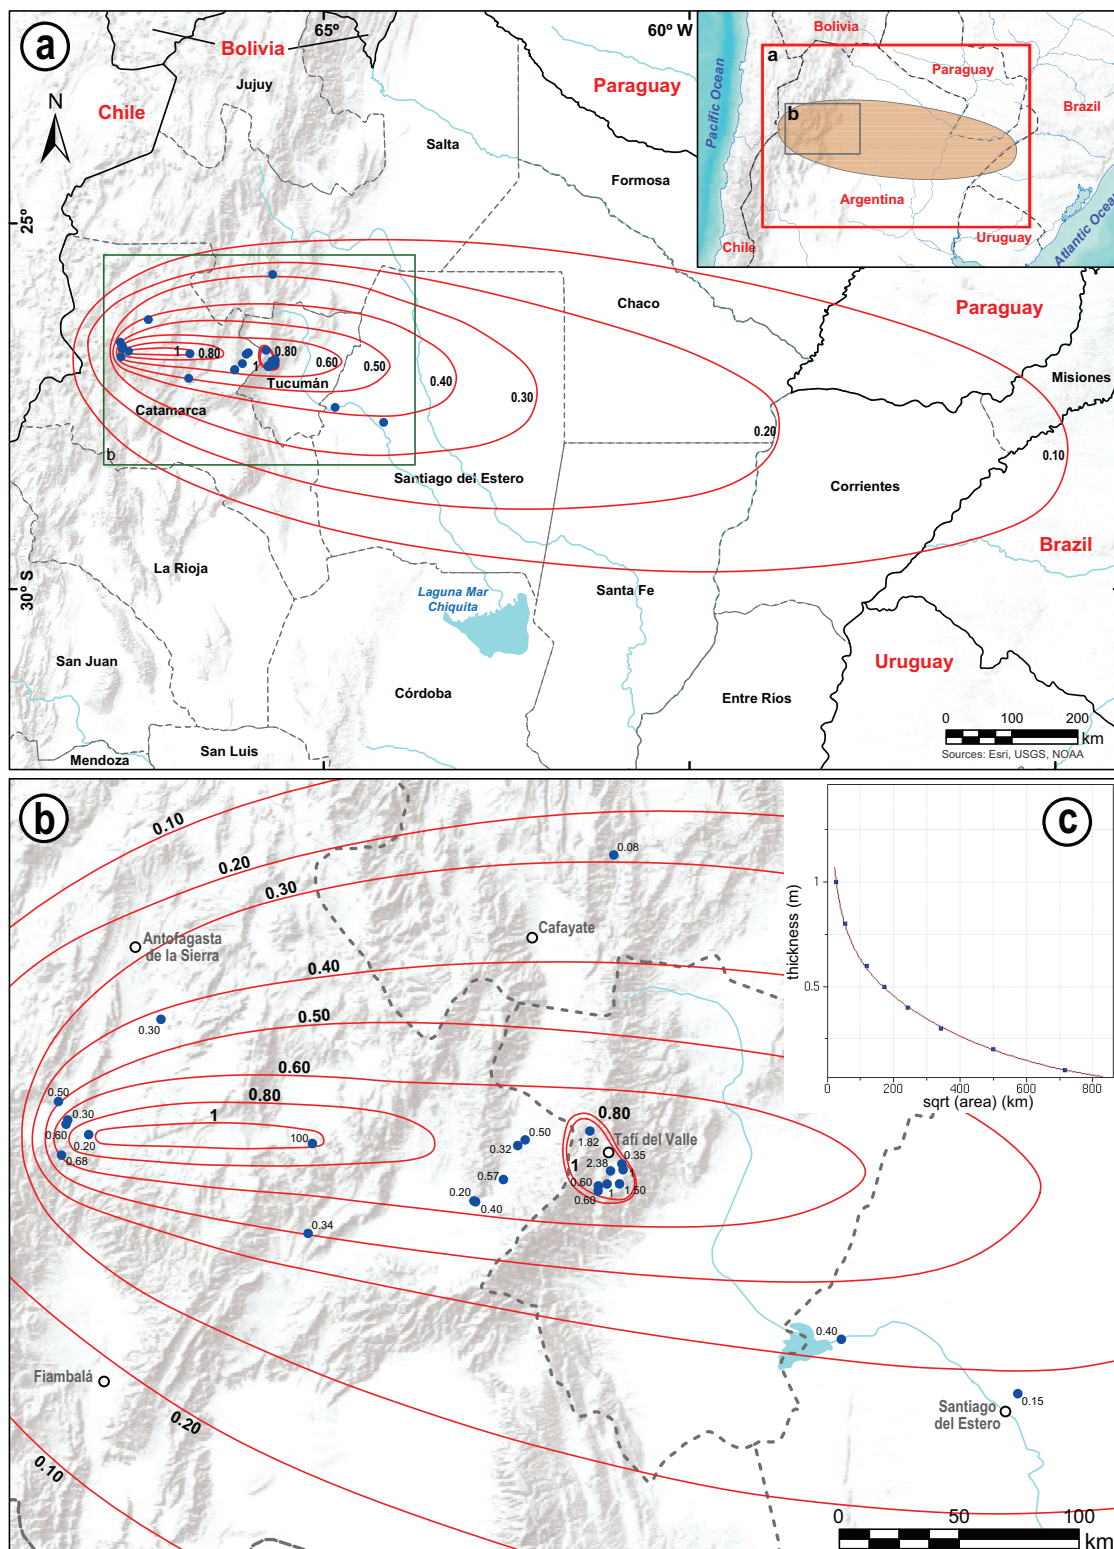 a
65º
60º W
Bolivia
Jujuy
Paraguay
N
Chile
Salta
Formosa
25º
Chaco
Paraguay
1
0.80
0.80
1
0.60
0.50
Tucumán
0.40
Misiones
Catamarca
0.30
0.20
0.10
b
Santiago del Estero
Corrientes
Brazil
La Rioja
30º S
Laguna Mar
Chiquita
Santa Fe
San Juan
Uruguay
Córdoba
Entre Ríos
San Luis
Mendoza
0 100 200
km
Sources: Esri, USGS, NOAA
Bolivia
a
Paraguay
Pacific Ocean
Brazil
b
Argentina
Chile
Uruguay
Atlantic Ocean
b
0.10
0.20
0.30
0.08
Antofagasta
de la Sierra
Cafayate
0.40
0.50
0.30
0.60
0.80
0.50
0.30
1
0.60
0.20
100
0.68
0.50
0.32
0.80
1.82
Tafí del Valle
0.35
1
2.38
1
0.57
0.60
1.50
0.60
1
0.20
0.40
0.34
0.40
Fiambalá
0.15
Santiago
del Estero
0.20
0.10
0 50 100
km
c
thickness (m)
1
0.5
0 200 400 600 800
sqrt (area) (km)